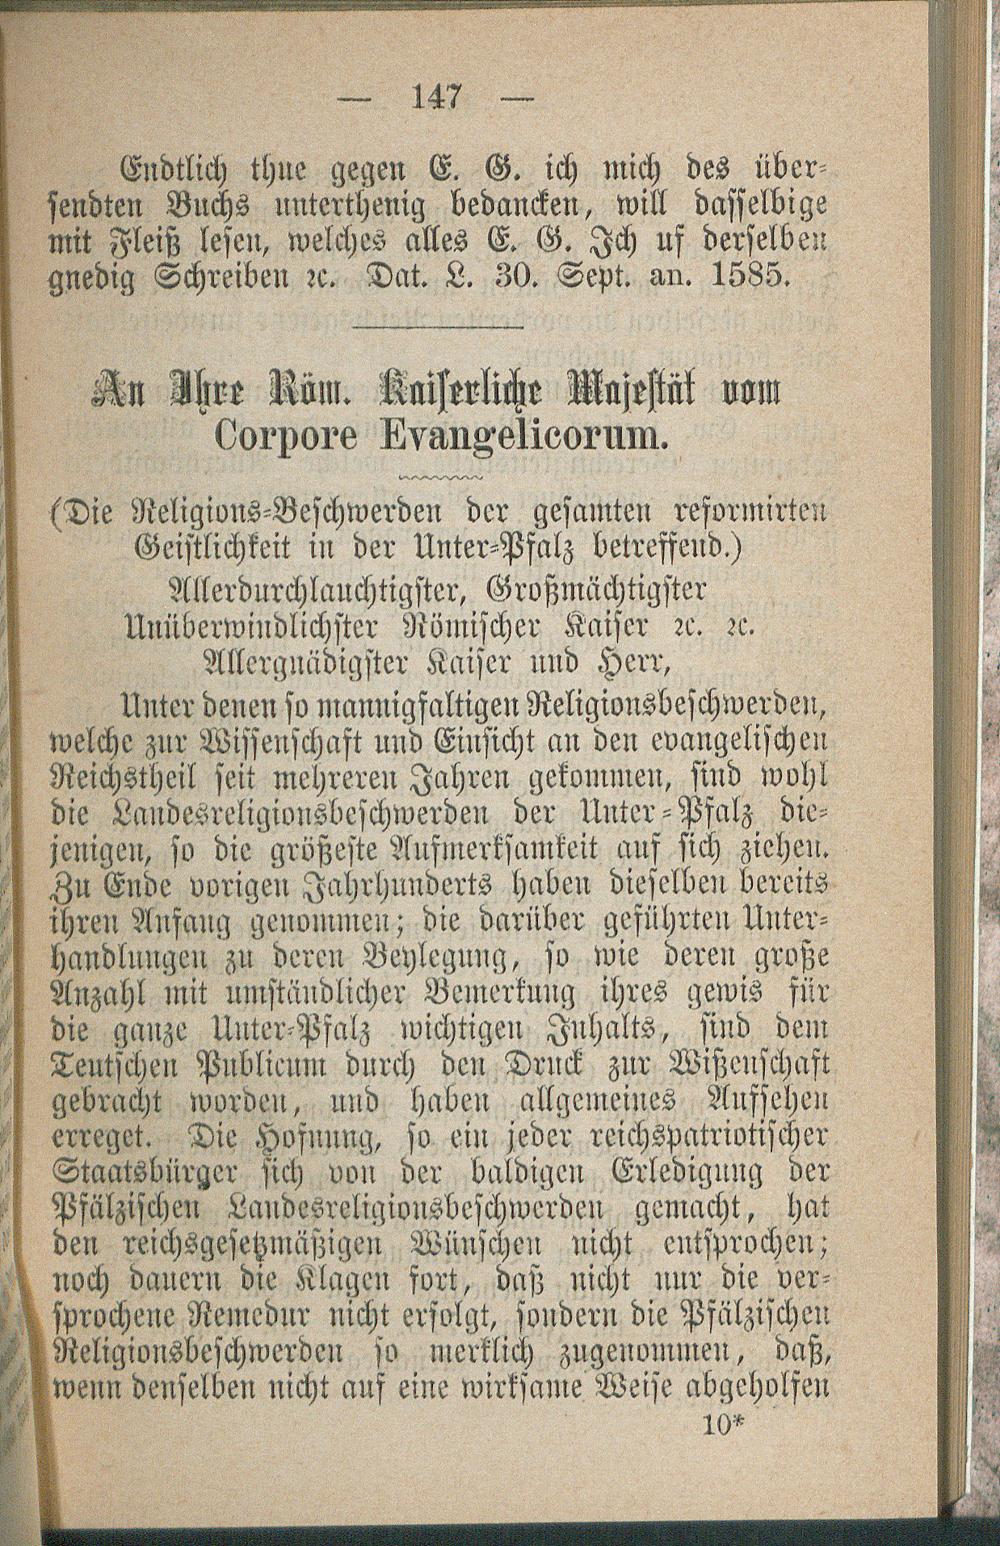 — 147 —
Endtlich thue gegen E. G. ich mich des über-
sendten Buchs unterthenig bedancken, will dasselbige
mit Fleiß lesen, welches alles E. G. Ich uf derselben
gnedig Schreiben ꝛc. Dat. L. 30. Sept. an. 1585.
An Ihre Röm. Kaiserliche Majestät vom
Corpore Evangelicorum.
(Die Religions-Beschwerden der gesamten reformirten
Geistlichkeit in der Unter-Pfalz betreffend.)
Allerdurchlauchtigster, Großmächtigster
Unüberwindlichster Römischer Kaiser ꝛc. ꝛc.
Allergnädigster Kaiser und Herr,
Unter denen so mannigfaltigen Religionsbeschwerden,
welche zur Wissenschaft und Einsicht an den evangelischen
Reichstheil seit mehreren Jahren gekommen, sind wohl
die Landesreligionsbeschwerden der Unter-Pfalz die-
jenigen, so die größeste Aufmerksamkeit auf sich ziehen.
Zu Ende vorigen Jahrhunderts haben dieselben bereits
ihren Anfang genommen; die darüber geführten Unter-
handlungen zu deren Beylegung, so wie deren große
Anzahl mit umständlicher Bemerkung ihres gewis für
die ganze Unter-Pfalz wichtigen Inhalts, sind dem
Teutschen Publicum durch den Druck zur Wißenschaft
gebracht worden, und haben allgemeines Aufsehen
erreget. Die Hofnung, so ein jeder reichspatriotischer
Staatsbürger sich von der baldigen Erledigung der
Pfälzischen Landesreligionsbeschwerden gemacht, hat
den reichsgesetzmäßigen Wünschen nicht entsprochen;
noch dauern die Klagen fort, daß nicht nur die ver-
sprochene Remedur nicht erfolgt, sondern die Pfälzischen
Religionsbeschwerden so merklich zugenommen, daß,
wenn denselben nicht auf eine wirksame Weise abgeholfen
10*